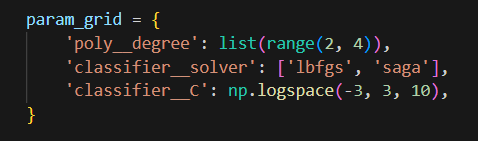 param_grid = {
    'poly__degree': list(range(2, 4)),
    'classifier__solver': ['lbfgs', 'saga'],
    'classifier__C': np.logspace(-3, 3, 10),
}